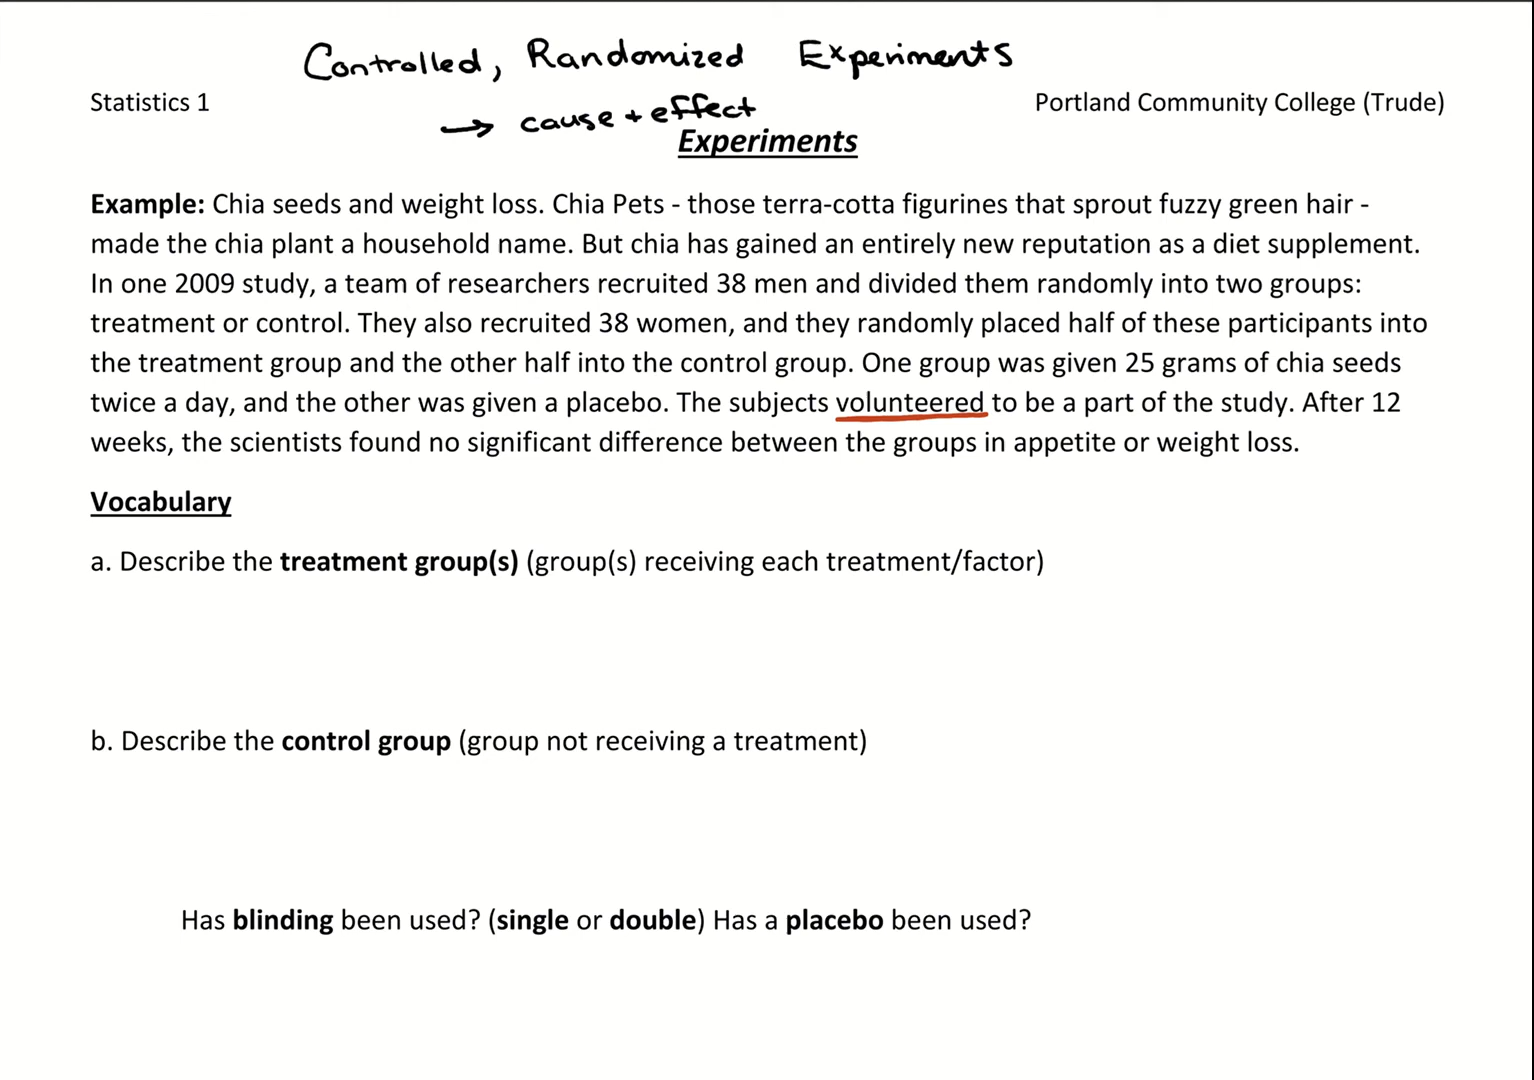 Controlled, Randomized Experiments
Statistics 1
Portland Community College (Trude)
→ cause + effect
Experiments
Example: Chia seeds and weight loss. Chia Pets - those terra-cotta figurines that sprout fuzzy green hair -
made the chia plant a household name. But chia has gained an entirely new reputation as a diet supplement.
In one 2009 study, a team of researchers recruited 38 men and divided them randomly into two groups:
treatment or control. They also recruited 38 women, and they randomly placed half of these participants into
the treatment group and the other half into the control group. One group was given 25 grams of chia seeds
twice a day, and the other was given a placebo. The subjects volunteered to be a part of the study. After 12
weeks, the scientists found no significant difference between the groups in appetite or weight loss.
Vocabulary
a. Describe the treatment group(s) (group(s) receiving each treatment/factor)
b. Describe the control group (group not receiving a treatment)
Has blinding been used? (single or double) Has a placebo been used?